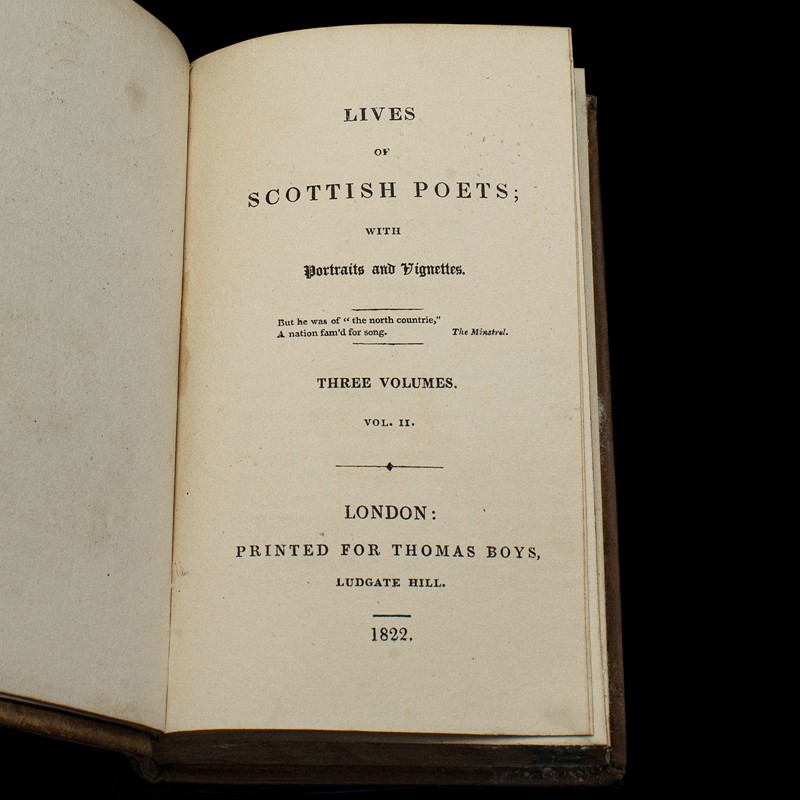 LIVES
OF
SCOTTISH POETS;
WITH
Portraits and Vignettes.
But he was of “ the north countrie,”
A nation fam'd for song. The Minstrel.
THREE VOLUMES.
VOL. II.
LONDON:
PRINTED FOR THOMAS BOYS,
LUDGATE HILL.
1822.